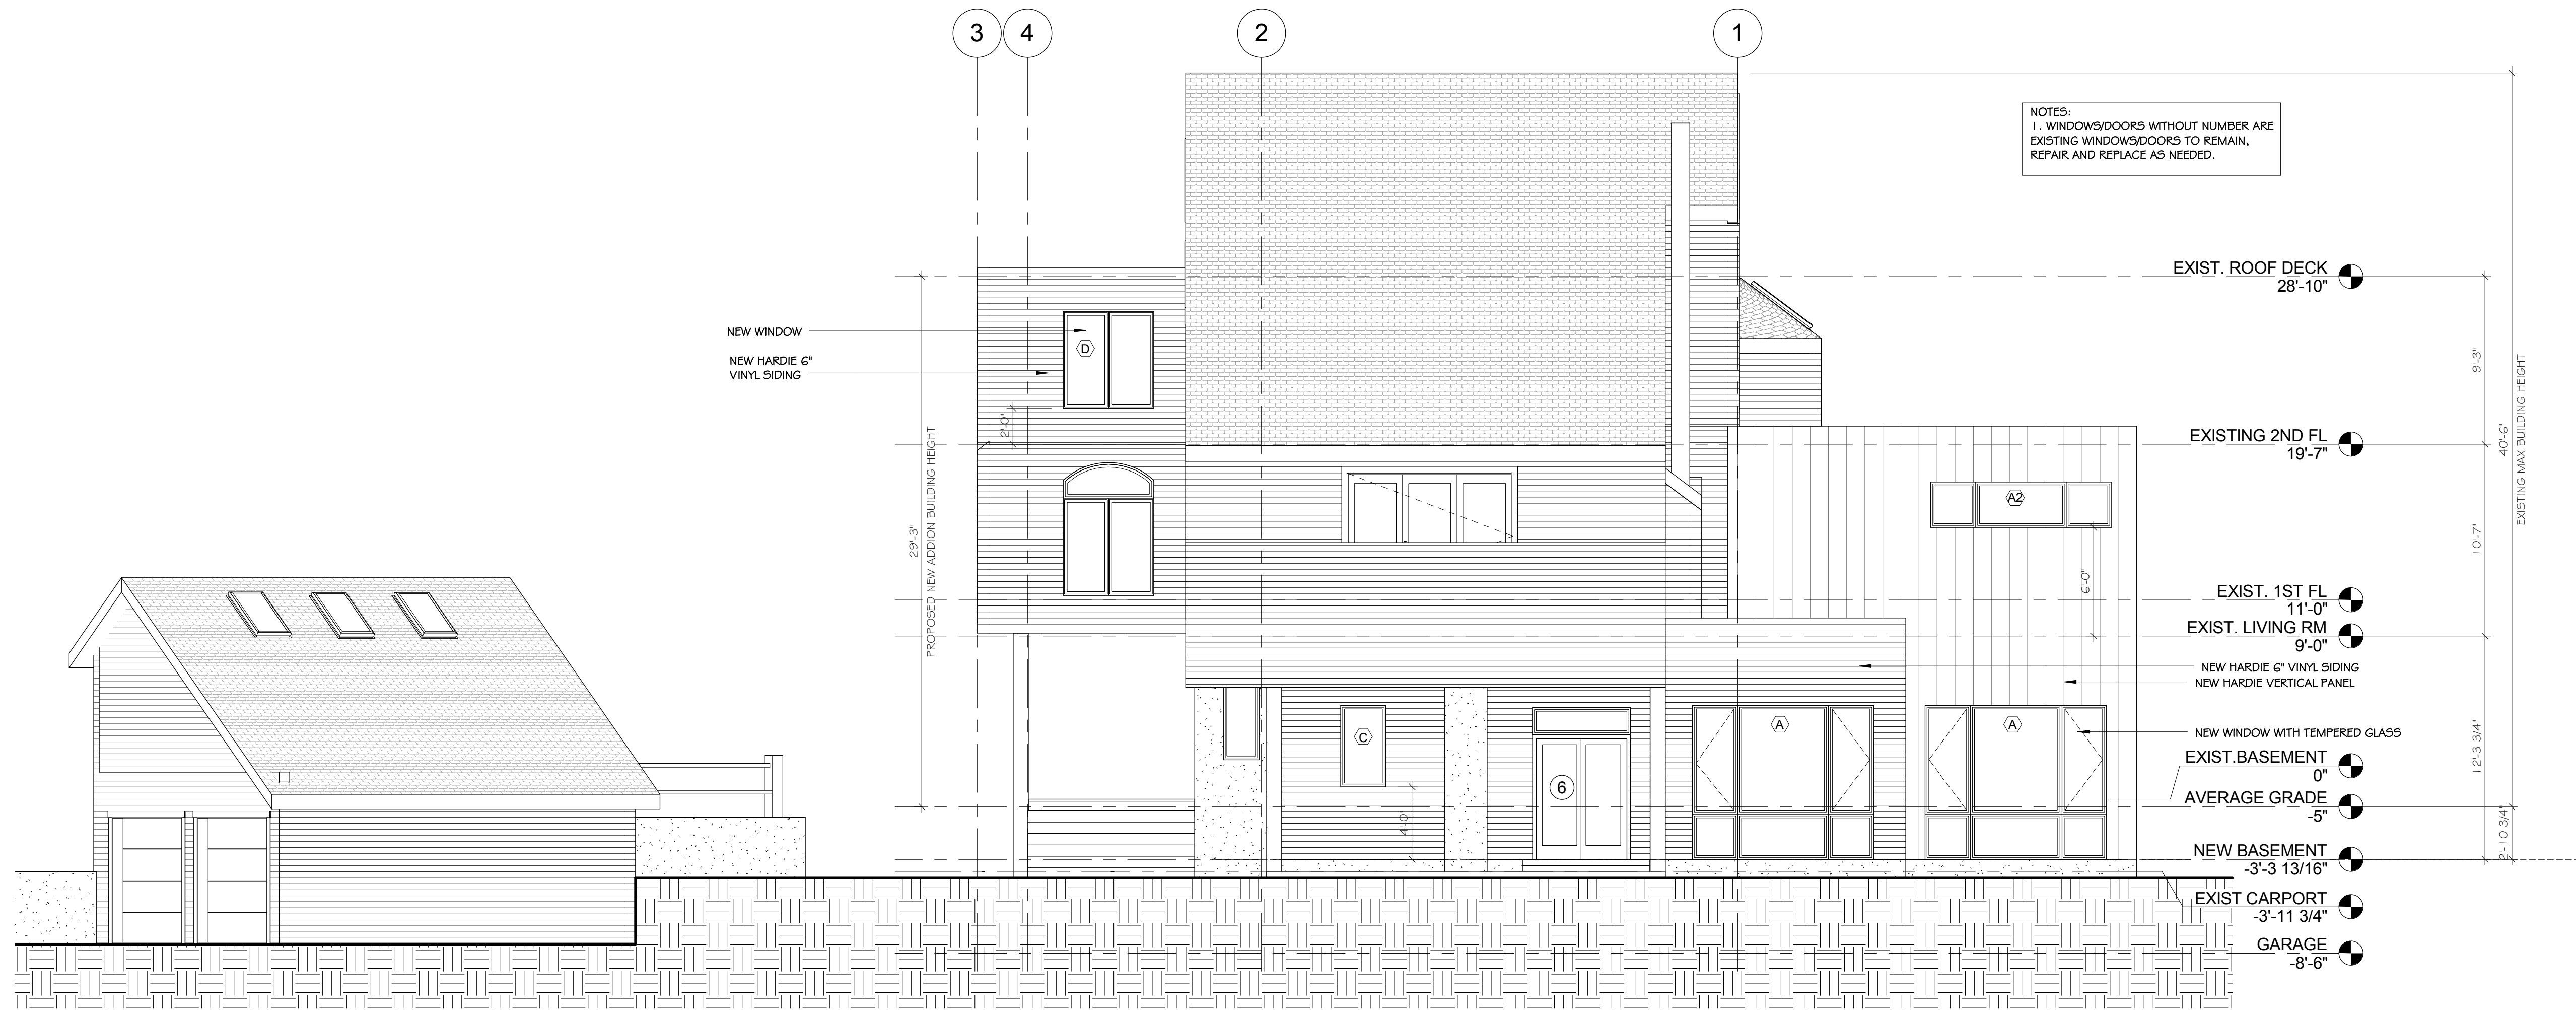 3
4
2
1
NOTES:
1. WINDOWS/DOORS WITHOUT NUMBER ARE
EXISTING WINDOWS/DOORS TO REMAIN,
REPAIR AND REPLACE AS NEEDED.
EXIST. ROOF DECK
28'-10"
NEW WINDOW
D
NEW HARDIE 6"
VINYL SIDING
9'-3"
2'-0"
EXISTING 2ND FL
19'-7"
40'-6"
EXISTING MAX BUILDING HEIGHT
A2
29'-3"
PROPOSED NEW ADDION BUILDING HEIGHT
10'-7"
6'-0"
EXIST. 1ST FL
11'-0"
EXIST. LIVING RM
9'-0"
NEW HARDIE 6" VINYL SIDING
NEW HARDIE VERTICAL PANEL
C
A
A
NEW WINDOW WITH TEMPERED GLASS
12'-3 3/4"
EXIST.BASEMENT
0"
6
4'-0"
AVERAGE GRADE
-5"
2'-10 3/4"
NEW BASEMENT
-3'-3 13/16"
EXIST CARPORT
-3'-11 3/4"
GARAGE
-8'-6"